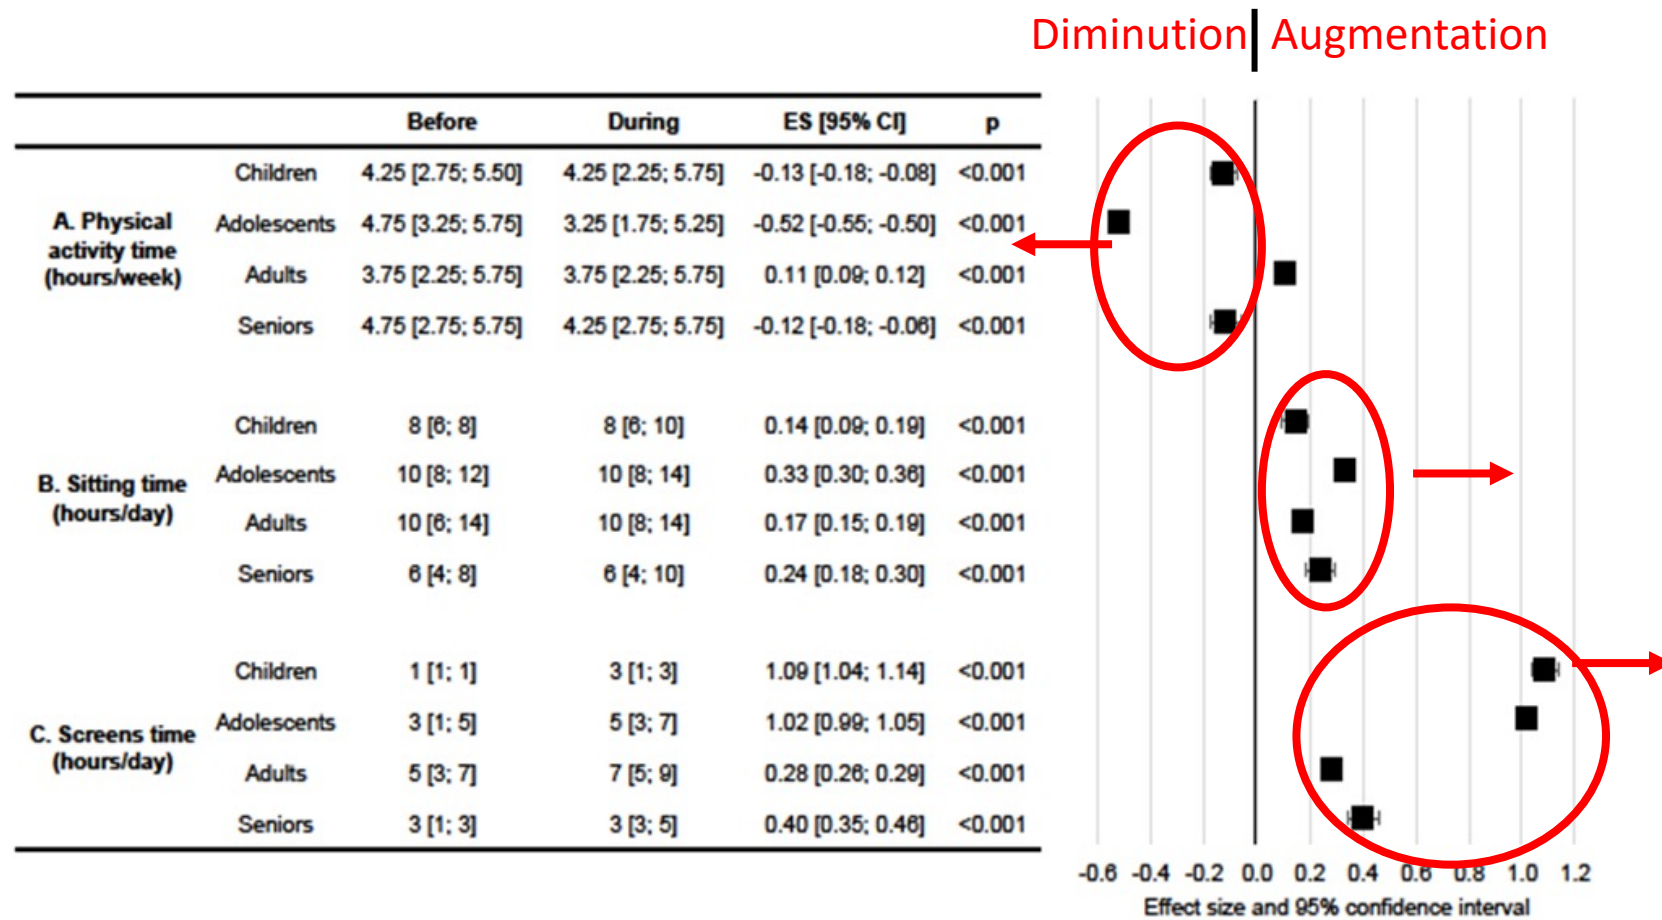 Diminution | Augmentation
Before During ES [95% CI] p
Children 4.25 [2.75; 5.50] 4.25 [2.25; 5.75] -0.13 [-0.18; -0.08] <0.001
A. Physical
activity time
(hours/week)
Adolescents 4.75 [3.25; 5.75] 3.25 [1.75; 5.25] -0.52 [-0.55; -0.50] <0.001
Adults 3.75 [2.25; 5.75] 3.75 [2.25; 5.75] 0.11 [0.09; 0.12] <0.001
Seniors 4.75 [2.75; 5.75] 4.25 [2.75; 5.75] -0.12 [-0.18; -0.06] <0.001
Children 8 [6; 8] 8 [6; 10] 0.14 [0.09; 0.19] <0.001
B. Sitting time
(hours/day)
Adolescents 10 [8; 12] 10 [8; 14] 0.33 [0.30; 0.36] <0.001
Adults 10 [6; 14] 10 [8; 14] 0.17 [0.15; 0.19] <0.001
Seniors 6 [4; 8] 6 [4; 10] 0.24 [0.18; 0.30] <0.001
Children 1 [1; 1] 3 [1; 3] 1.09 [1.04; 1.14] <0.001
C. Screens time
(hours/day)
Adolescents 3 [1; 5] 5 [3; 7] 1.02 [0.99; 1.05] <0.001
Adults 5 [3; 7] 7 [5; 9] 0.28 [0.26; 0.29] <0.001
Seniors 3 [1; 3] 3 [3; 5] 0.40 [0.35; 0.46] <0.001
-0.6 -0.4 -0.2 0.0 0.2 0.4 0.6 0.8 1.0 1.2
Effect size and 95% confidence interval